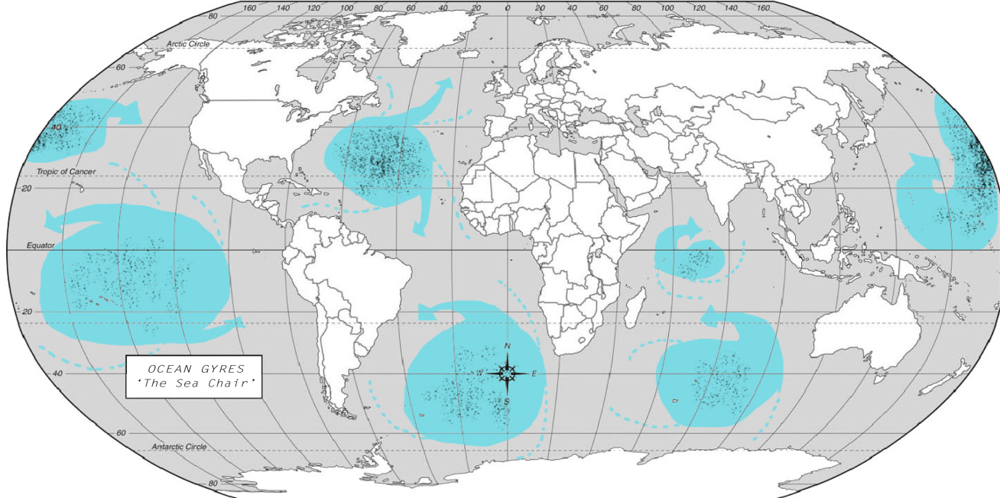 160 140 120 100 80 60 40 20 0 20 40 60 80 100 120 140 160
80
Arctic Circle
60
40
Tropic of Cancer
20
Equator
20
OCEAN GYRES
'The Sea Chair'
40
N
W E
S
60
Antarctic Circle
80